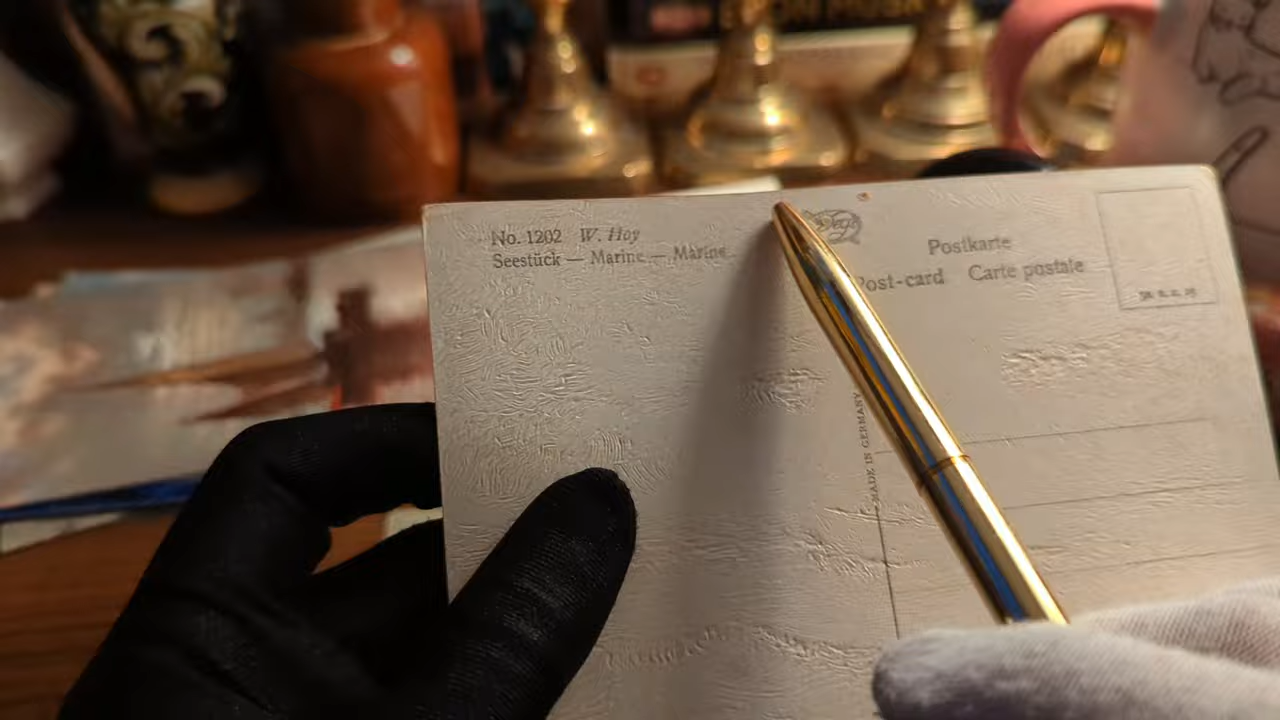 No. 1202 W. Hoy
Seestück — Marine — Marine
Postkarte
Post-card Carte postale
MADE IN GERMANY